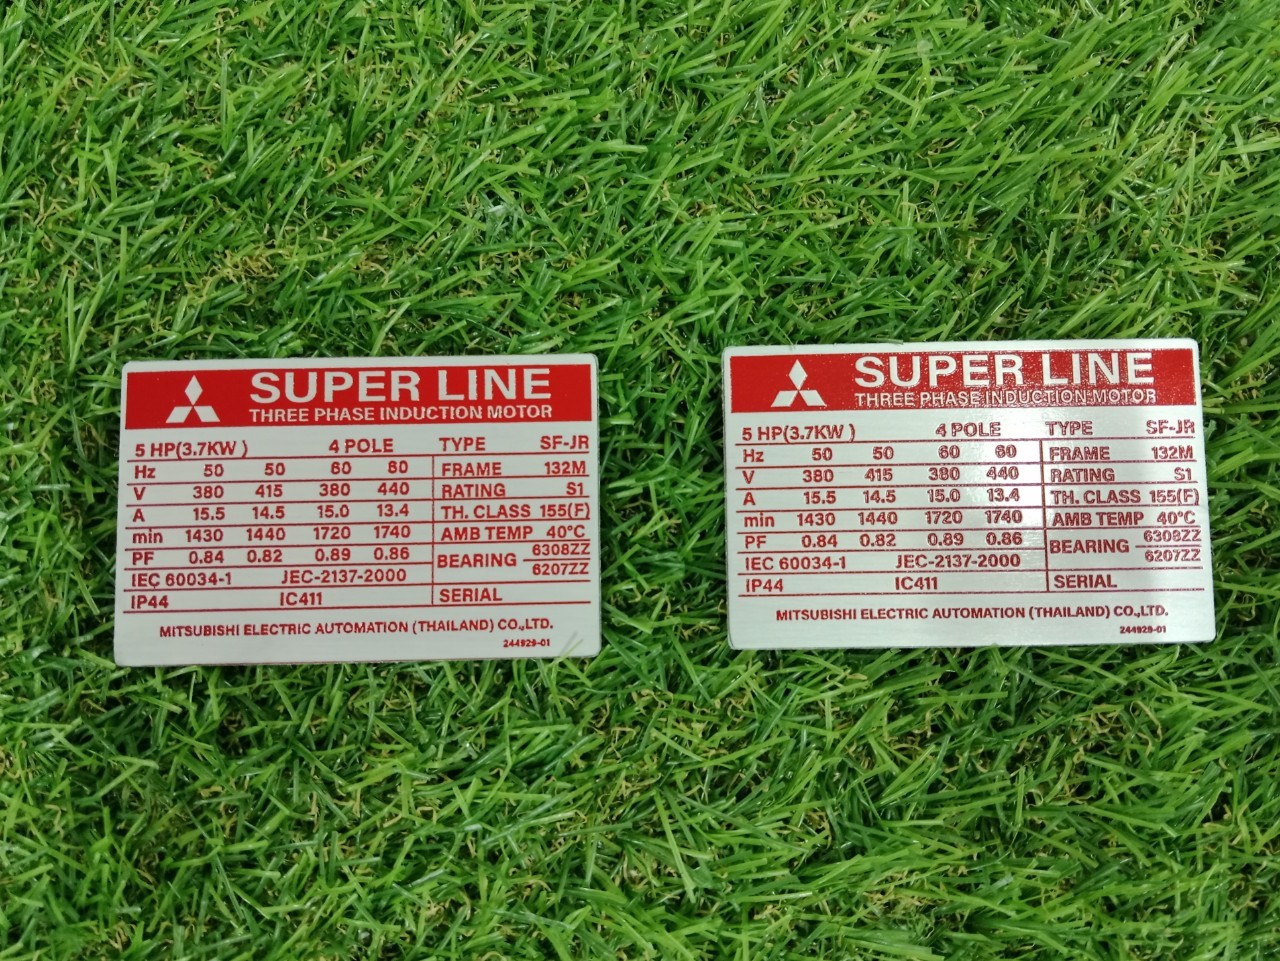 SUPER LINE
THREE PHASE INDUCTION MOTOR
5 HP(3.7KW ) 4 POLE TYPE SF-JR
Hz 50 50 60 80 FRAME 132M
V 380 415 380 440 RATING S1
A 15.5 14.5 15.0 13.4 TH. CLASS 155(F)
min 1430 1440 1720 1740 AMB TEMP 40°C
PF 0.84 0.82 0.89 0.86 BEARING 6308ZZ
6207ZZ
IEC 60034-1 JEC-2137-2000
IP44 IC411 SERIAL
MITSUBISHI ELECTRIC AUTOMATION (THAILAND) CO.,LTD.
244929-01
SUPER LINE
THREE PHASE INDUCTION MOTOR
5 HP(3.7KW ) 4 POLE TYPE SF-JR
Hz 50 50 60 60 FRAME 132M
V 380 415 380 440 RATING S1
A 15.5 14.5 15.0 13.4 TH. CLASS 155(F)
min 1430 1440 1720 1740 AMB TEMP 40°C
PF 0.84 0.82 0.89 0.86 BEARING 6308ZZ
6207ZZ
IEC 60034-1 JEC-2137-2000
IP44 IC411 SERIAL
MITSUBISHI ELECTRIC AUTOMATION (THAILAND) CO.,LTD.
244929-01